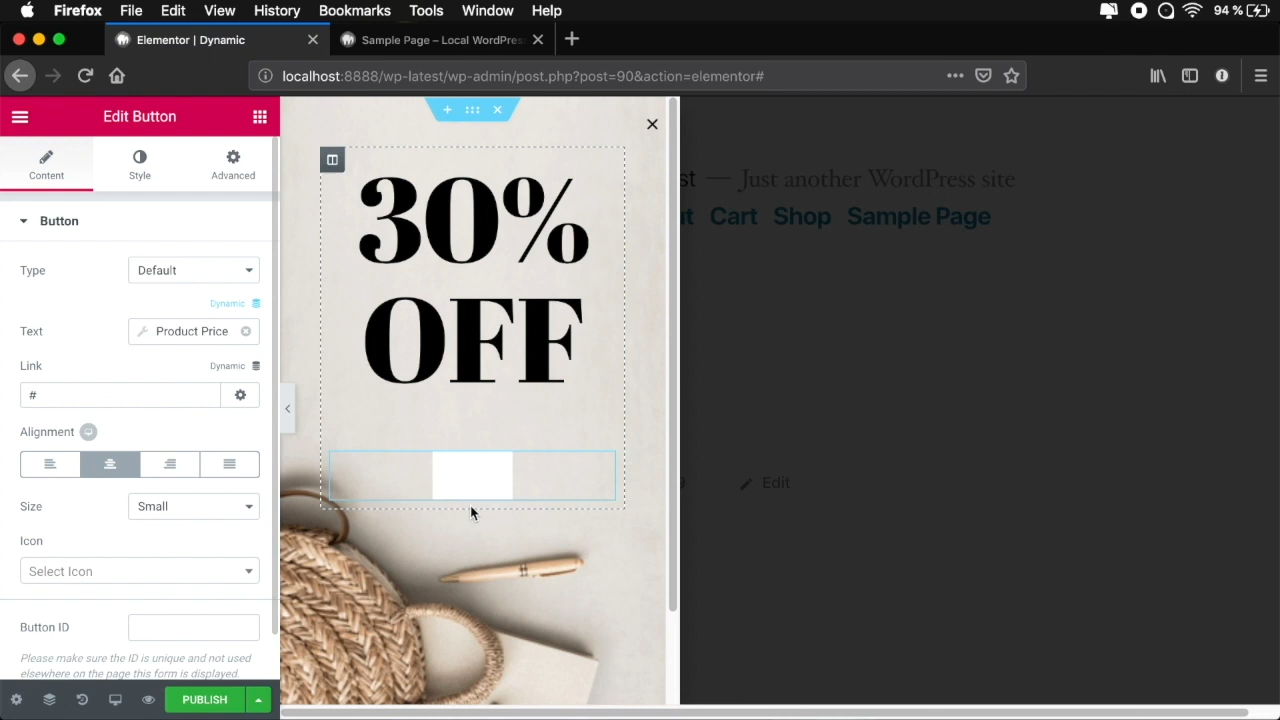 Firefox File Edit View History Bookmarks Tools Window Help 94 %
Elementor | Dynamic
Sample Page – Local WordPres
localhost:8888/wp-latest/wp-admin/post.php?post=90&action=elementor#
Edit Button
Content Style Advanced
Button
Type Default
Dynamic
Text Product Price
Link Dynamic
#
Alignment
Size Small
Icon
Select Icon
Button ID
Please make sure the ID is unique and not used
elsewhere on the page this form is displayed.
PUBLISH
30%
OFF
st — Just another WordPress site
ut Cart Shop Sample Page
Edit